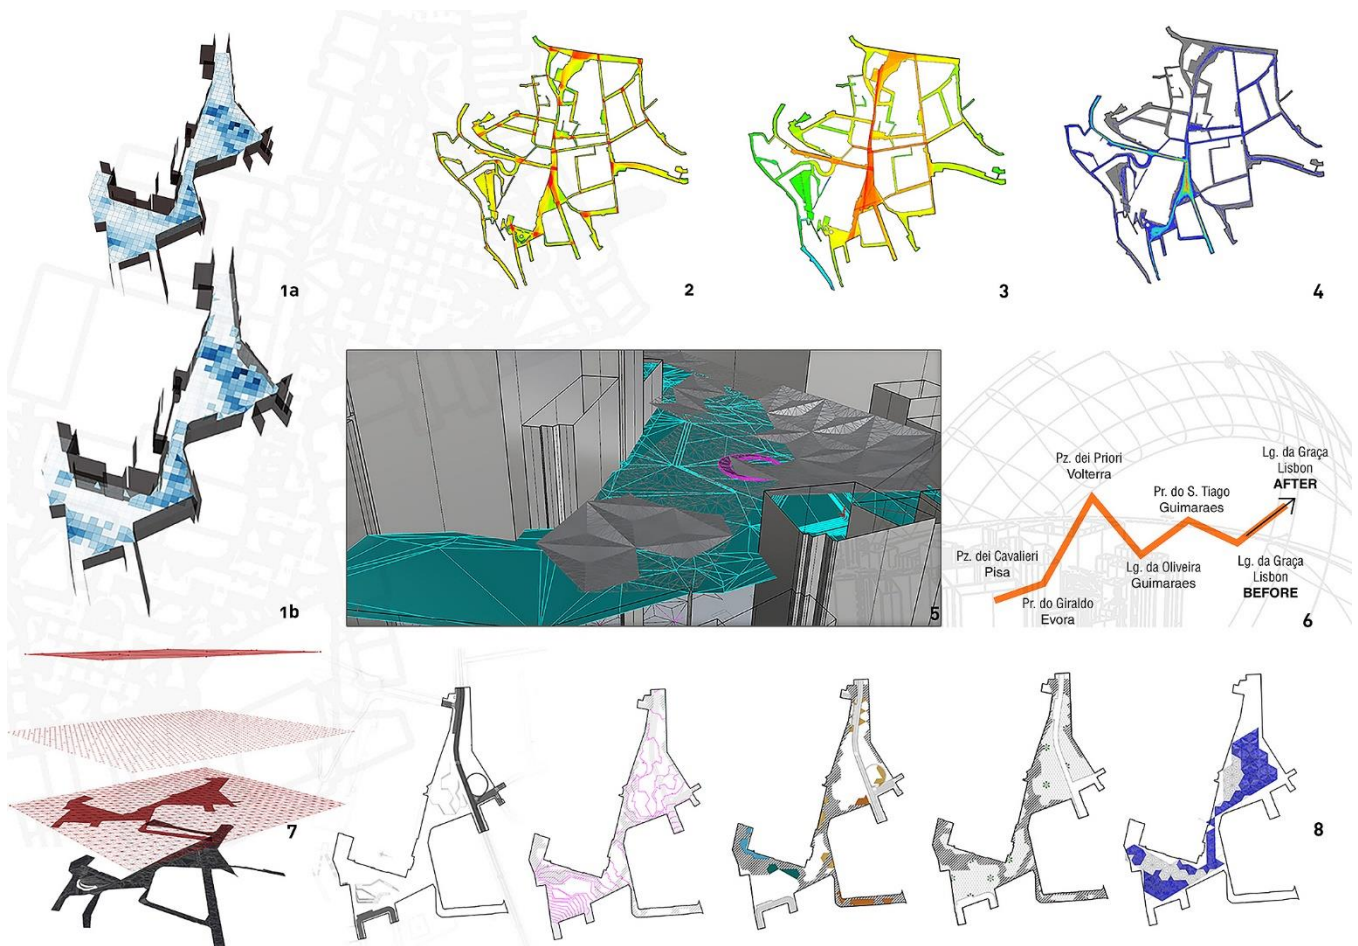 1a
2
3
4
1b
5
Pz. dei Cavalieri
Pisa
Pr. do Giraldo
Evora
Pz. dei Priori
Volterra
Lg. da Oliveira
Guimaraes
Pr. do S. Tiago
Guimaraes
Lg. da Graça
Lisbon
BEFORE
Lg. da Graça
Lisbon
AFTER
6
7
8